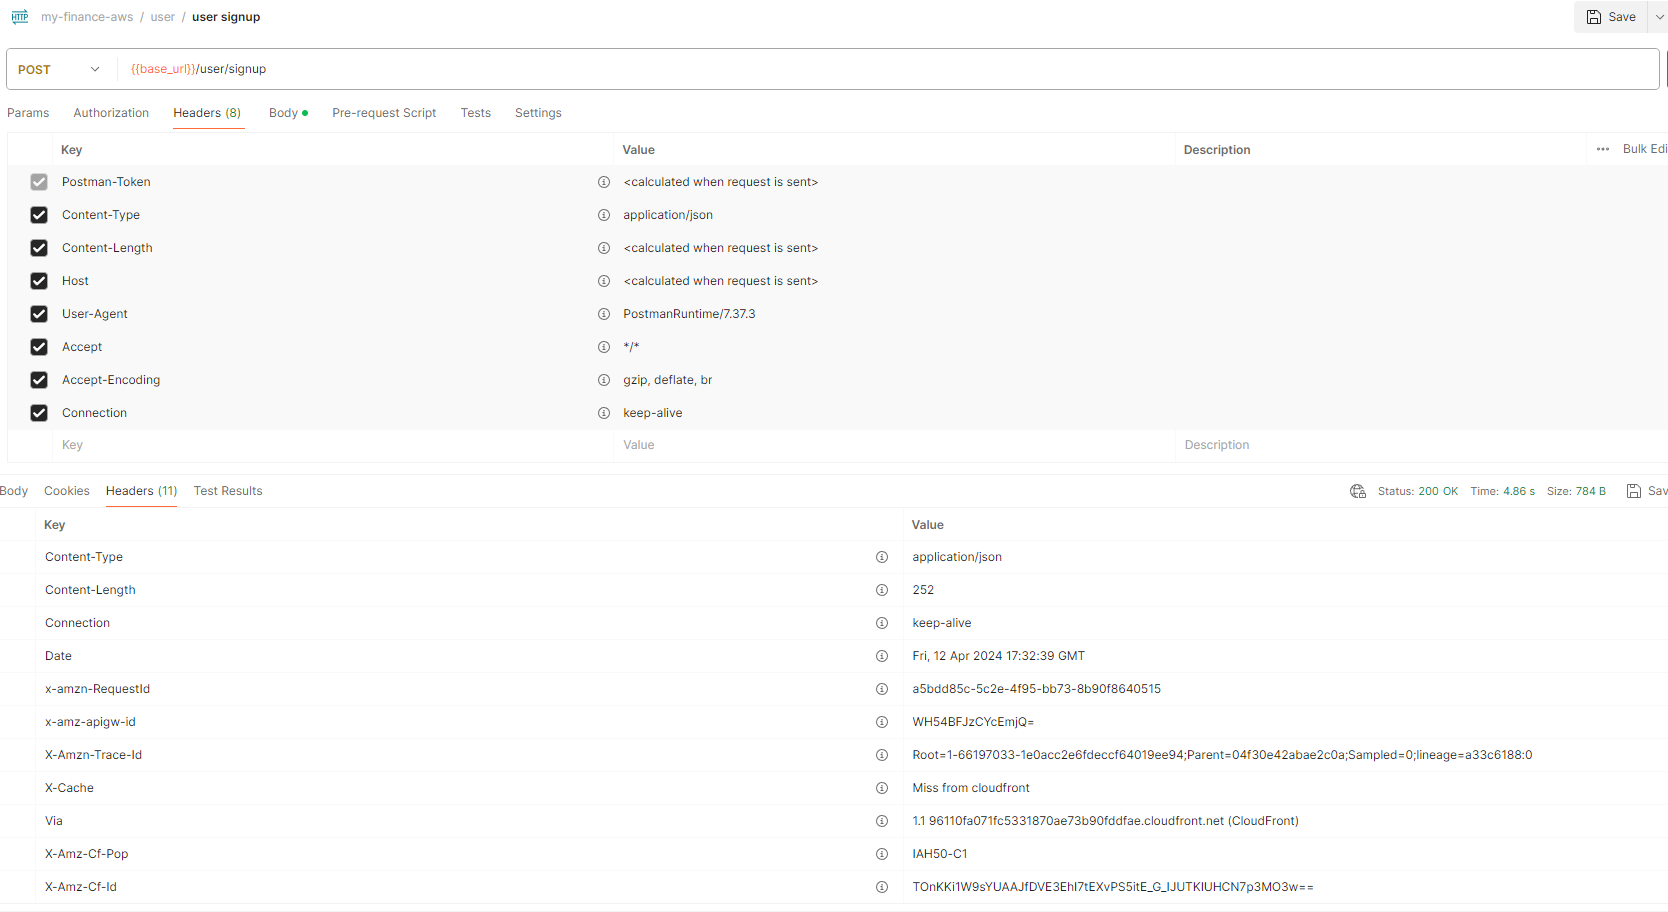 HTTP my-finance-aws / user / user signup
Save
POST {{base_url}}/user/signup
Params Authorization Headers (8) Body Pre-request Script Tests Settings
Key Value Description ••• Bulk Edi
Postman-Token <calculated when request is sent>
Content-Type application/json
Content-Length <calculated when request is sent>
Host <calculated when request is sent>
User-Agent PostmanRuntime/7.37.3
Accept */*
Accept-Encoding gzip, deflate, br
Connection keep-alive
Key Value Description
Body Cookies Headers (11) Test Results Status: 200 OK Time: 4.86 s Size: 784 B Sav
Key Value
Content-Type application/json
Content-Length 252
Connection keep-alive
Date Fri, 12 Apr 2024 17:32:39 GMT
x-amzn-RequestId a5bdd85c-5c2e-4f95-bb73-8b90f8640515
x-amz-apigw-id WH54BFJzCYcEmjQ=
X-Amzn-Trace-Id Root=1-66197033-1e0acc2e6fdeccf64019ee94;Parent=04f30e42abae2c0a;Sampled=0;lineage=a33c6188:0
X-Cache Miss from cloudfront
Via 1.1 96110fa071fc5331870ae73b90fddfae.cloudfront.net (CloudFront)
X-Amz-Cf-Pop IAH50-C1
X-Amz-Cf-Id TOnKKi1W9sYUAAJfDVE3EhI7tEXvPS5itE_G_IJUTKIUHCN7p3MO3w==